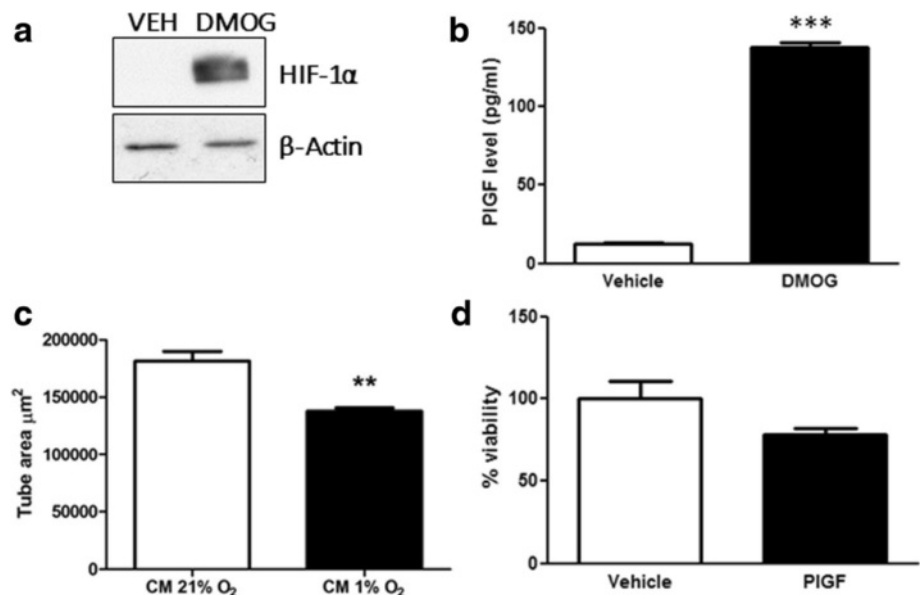 a
VEH DMOG
HIF-1α
β-Actin
b
***
PlGF level (pg/ml)
150
100
50
0
Vehicle
DMOG
c
**
Tube area μm²
200000
150000
100000
50000
0
CM 21% O₂
CM 1% O₂
d
% viability
150
100
50
0
Vehicle
PlGF